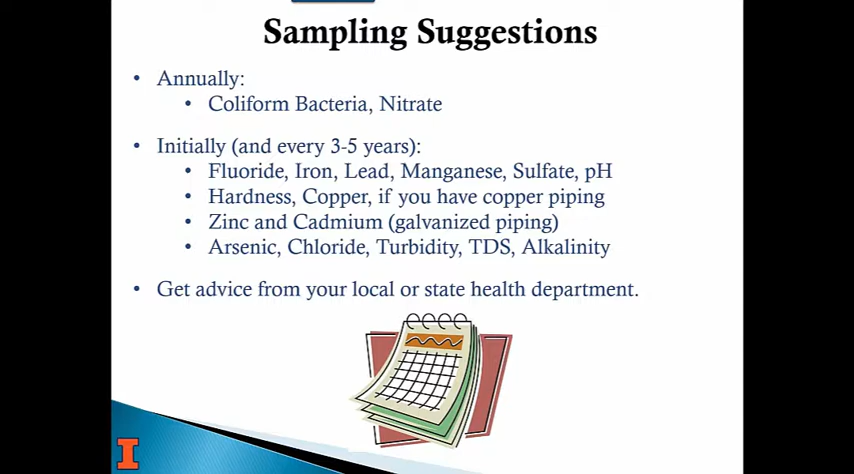 Sampling Suggestions
• Annually:
• Coliform Bacteria, Nitrate
• Initially (and every 3-5 years):
• Fluoride, Iron, Lead, Manganese, Sulfate, pH
• Hardness, Copper, if you have copper piping
• Zinc and Cadmium (galvanized piping)
• Arsenic, Chloride, Turbidity, TDS, Alkalinity
• Get advice from your local or state health department.
I